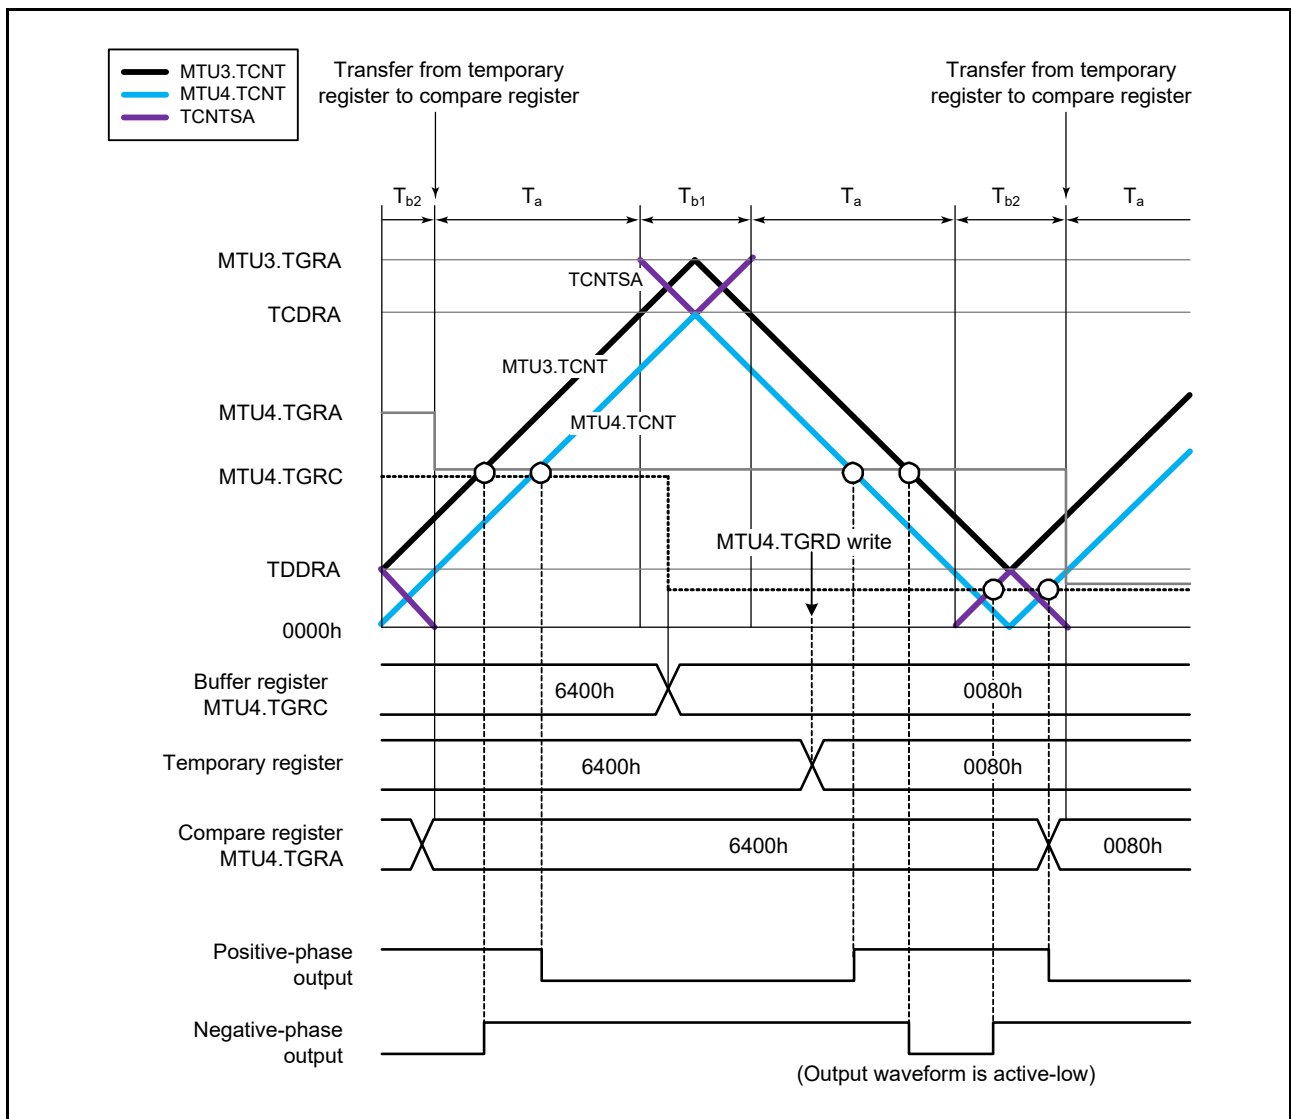 MTU3.TCNT
MTU4.TCNT
TCNTSA
Transfer from temporary
register to compare register
Transfer from temporary
register to compare register
Tb2
Ta
Tb1
Ta
Tb2
Ta
MTU3.TGRA
TCNTSA
TCDRA
MTU3.TCNT
MTU4.TGRA
MTU4.TCNT
MTU4.TGRC
MTU4.TGRD write
TDDRA
0000h
Buffer register
MTU4.TGRC
6400h
0080h
Temporary register
6400h
0080h
Compare register
MTU4.TGRA
6400h
0080h
Positive-phase
output
Negative-phase
output
(Output waveform is active-low)